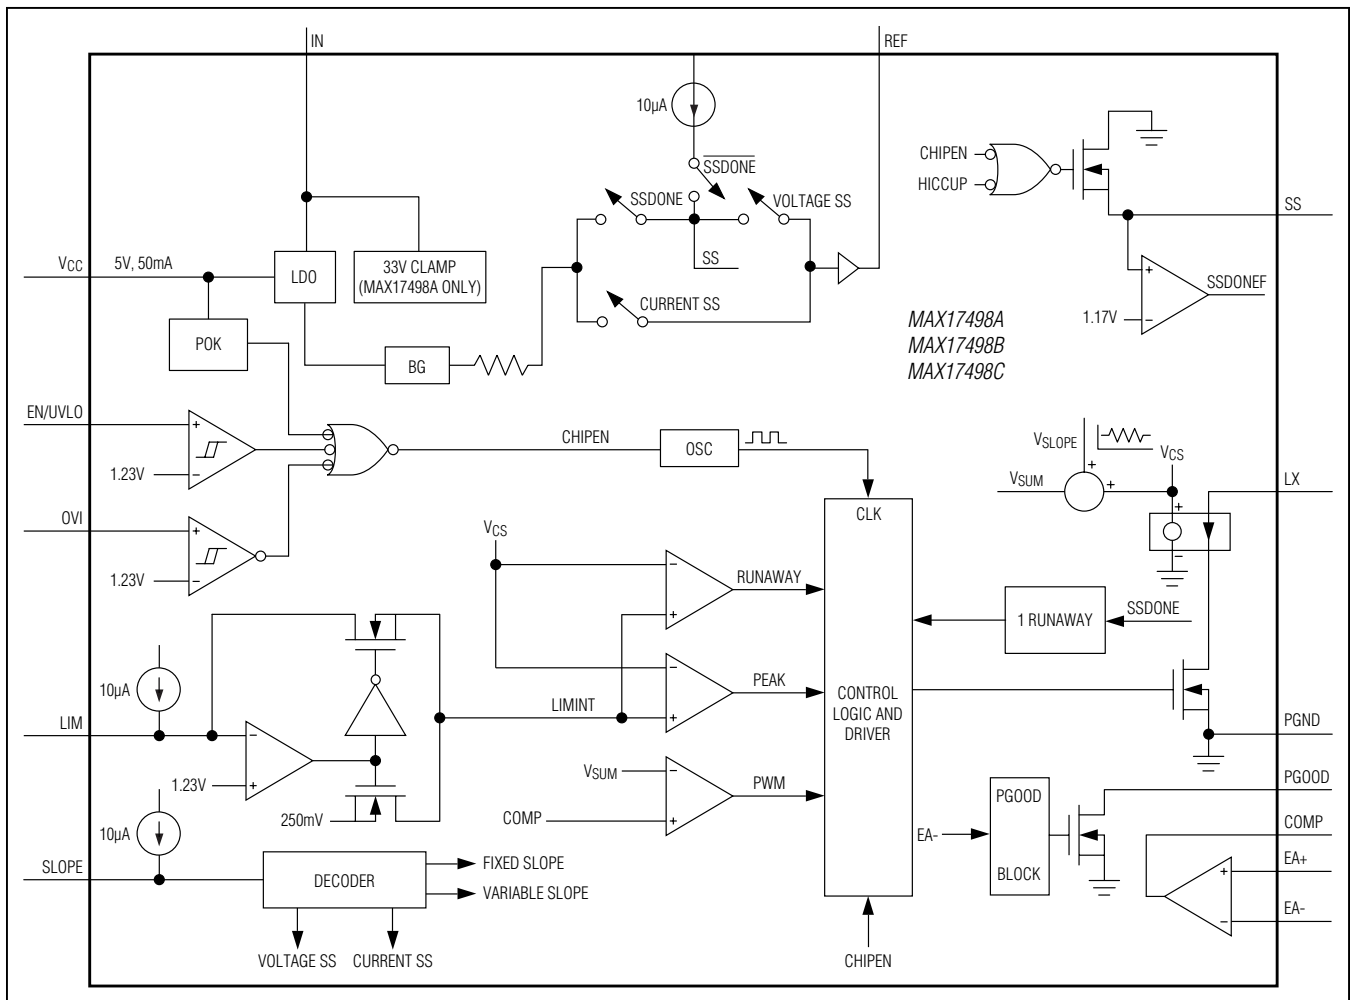 IN
REF
10µA
SSDONE
SSDONE
VOLTAGE SS
CHIPEN
HICCUP
SS
VCC
5V, 50mA
LDO
33V CLAMP
(MAX17498A ONLY)
SS
SSDONEF
1.17V
CURRENT SS
MAX17498A
MAX17498B
MAX17498C
POK
BG
EN/UVLO
1.23V
CHIPEN
OSC
VSLOPE
VCS
VSUM
LX
OVI
1.23V
CLK
VCS
RUNAWAY
1 RUNAWAY
SSDONE
10µA
LIM
1.23V
250mV
LIMINT
PEAK
CONTROL
LOGIC AND
DRIVER
PGND
VSUM
COMP
PWM
PGOOD
BLOCK
EA-
PGOOD
COMP
EA+
EA-
10µA
SLOPE
DECODER
FIXED SLOPE
VARIABLE SLOPE
VOLTAGE SS
CURRENT SS
CHIPEN